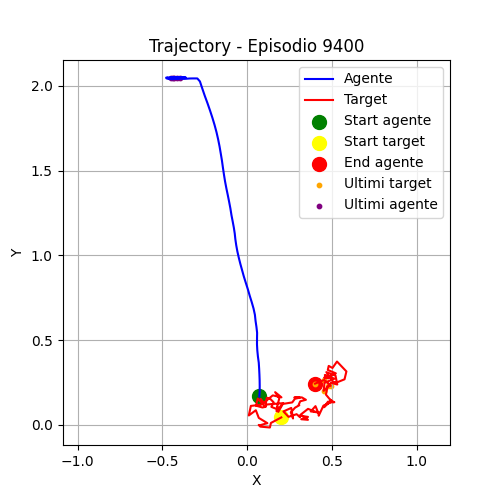 Trajectory - Episodio 9400
Agente
Target
Start agente
Start target
End agente
Ultimi target
Ultimi agente
2.0
1.5
1.0
0.5
0.0
Y
-1.0
-0.5
0.0
0.5
1.0
X